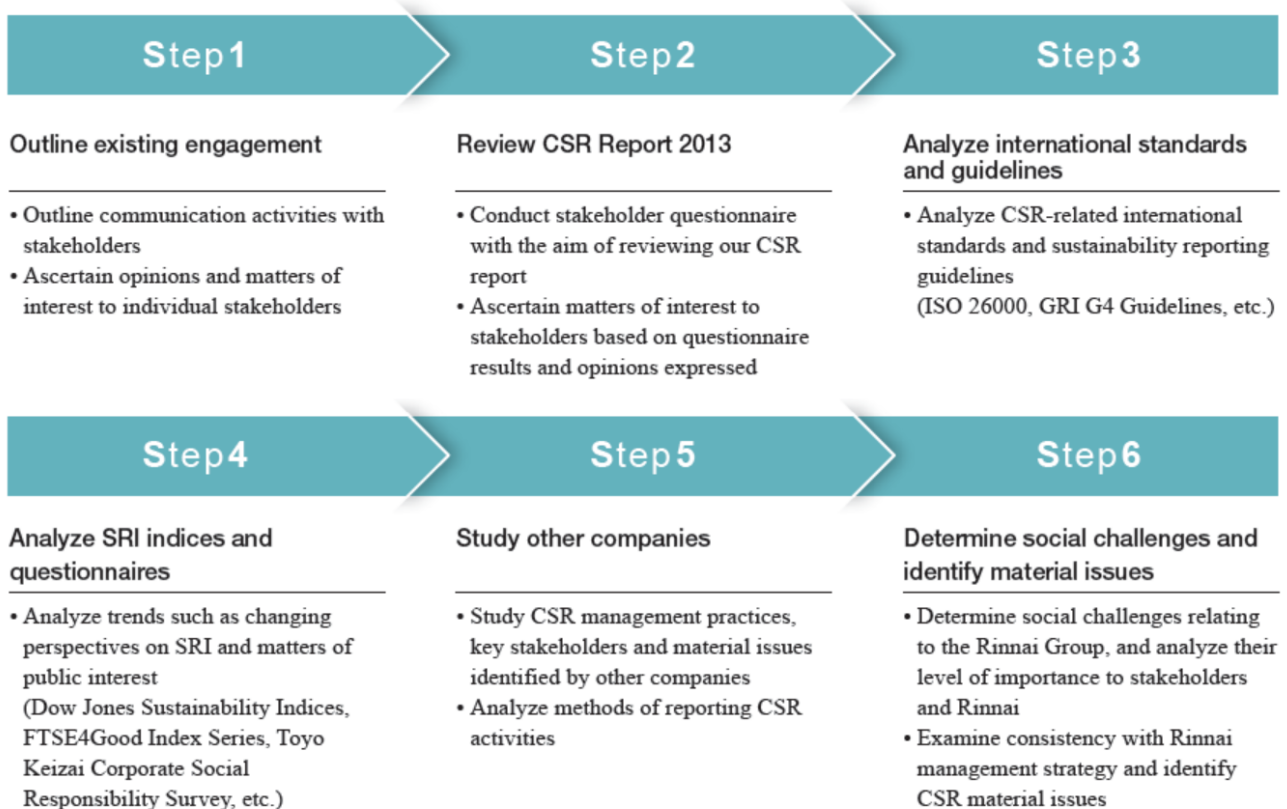 Step1
Step2
Step3
Outline existing engagement
• Outline communication activities with
stakeholders
• Ascertain opinions and matters of
interest to individual stakeholders
Review CSR Report 2013
• Conduct stakeholder questionnaire
with the aim of reviewing our CSR
report
• Ascertain matters of interest to
stakeholders based on questionnaire
results and opinions expressed
Analyze international standards
and guidelines
• Analyze CSR-related international
standards and sustainability reporting
guidelines
(ISO 26000, GRI G4 Guidelines, etc.)
Step4
Step5
Step6
Analyze SRI indices and
questionnaires
• Analyze trends such as changing
perspectives on SRI and matters of
public interest
(Dow Jones Sustainability Indices,
FTSE4Good Index Series, Toyo
Keizai Corporate Social
Responsibility Survey, etc.)
Study other companies
• Study CSR management practices,
key stakeholders and material issues
identified by other companies
• Analyze methods of reporting CSR
activities
Determine social challenges and
identify material issues
• Determine social challenges relating
to the Rinnai Group, and analyze their
level of importance to stakeholders
and Rinnai
• Examine consistency with Rinnai
management strategy and identify
CSR material issues